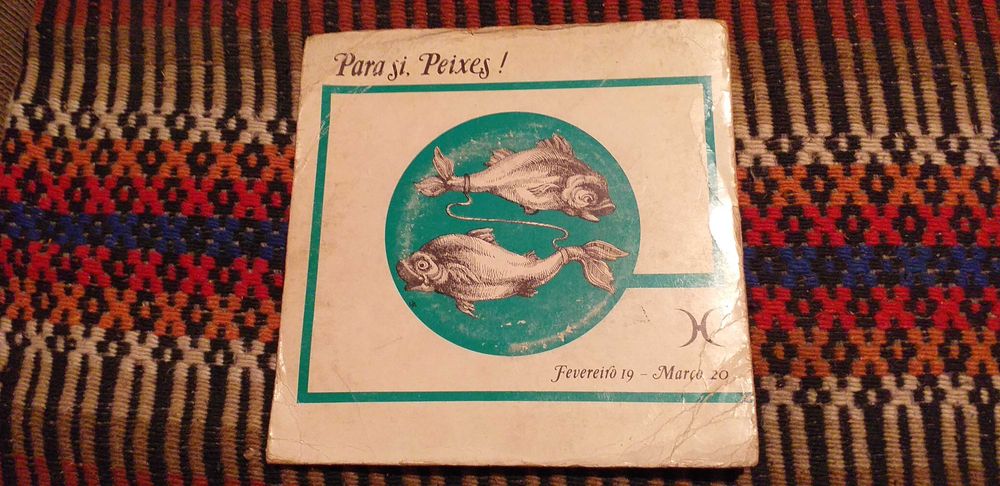 Para si, Peixes !
Fevereiro 19 - Março 20